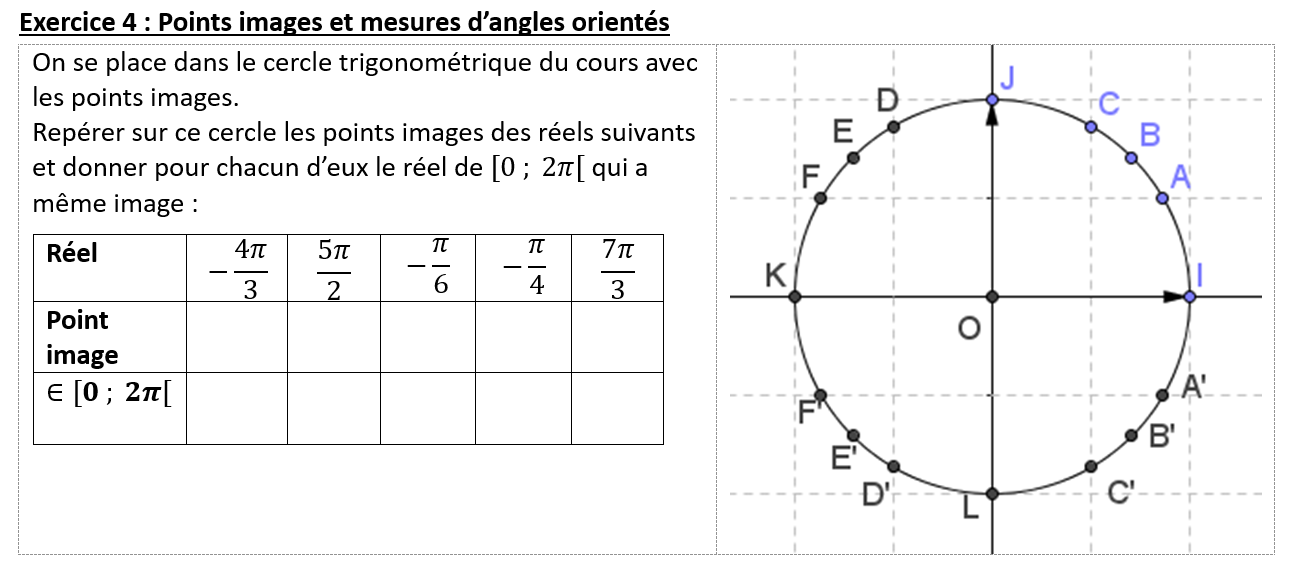 Exercice 4 : Points images et mesures d’angles orientés
On se place dans le cercle trigonométrique du cours avec
les points images.
Repérer sur ce cercle les points images des réels suivants
et donner pour chacun d’eux le réel de [0 ; 2π[ qui a
même image :
Réel −4π/3 5π/2 −π/6 −π/4 7π/3
Point
image
∈ [0 ; 2π[
J
D C
E B
F A
K I
O
F' A'
E' B'
D' C'
L